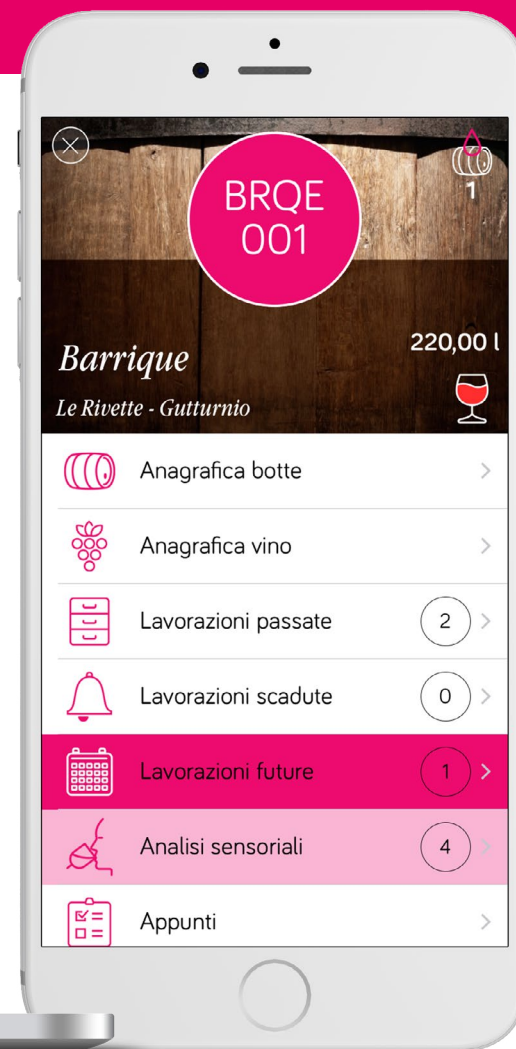 BRQE
001
1
220,00 l
Barrique
Le Rivette - Gutturnio
Anagrafica botte
Anagrafica vino
Lavorazioni passate 2
Lavorazioni scadute 0
Lavorazioni future 1
Analisi sensoriali 4
Appunti